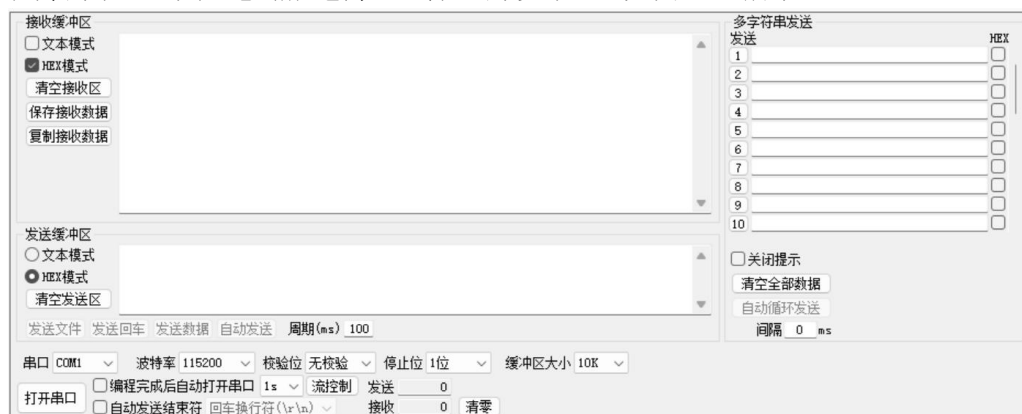 接收缓冲区
文本模式
HEX模式
清空接收区
保存接收数据
复制接收数据
发送缓冲区
文本模式
HEX模式
清空发送区
发送文件 发送回车 发送数据 自动发送 周期(ms) 100
多字符串发送
发送 HEX
1
2
3
4
5
6
7
8
9
10
关闭提示
清空全部数据
自动循环发送
间隔 0 ms
串口 COM1 波特率 115200 校验位 无校验 停止位 1位 缓冲区大小 10K
打开串口
编程完成后自动打开串口 1s 流控制 发送 0
自动发送结束符 回车换行符(\r\n) 接收 0 清零